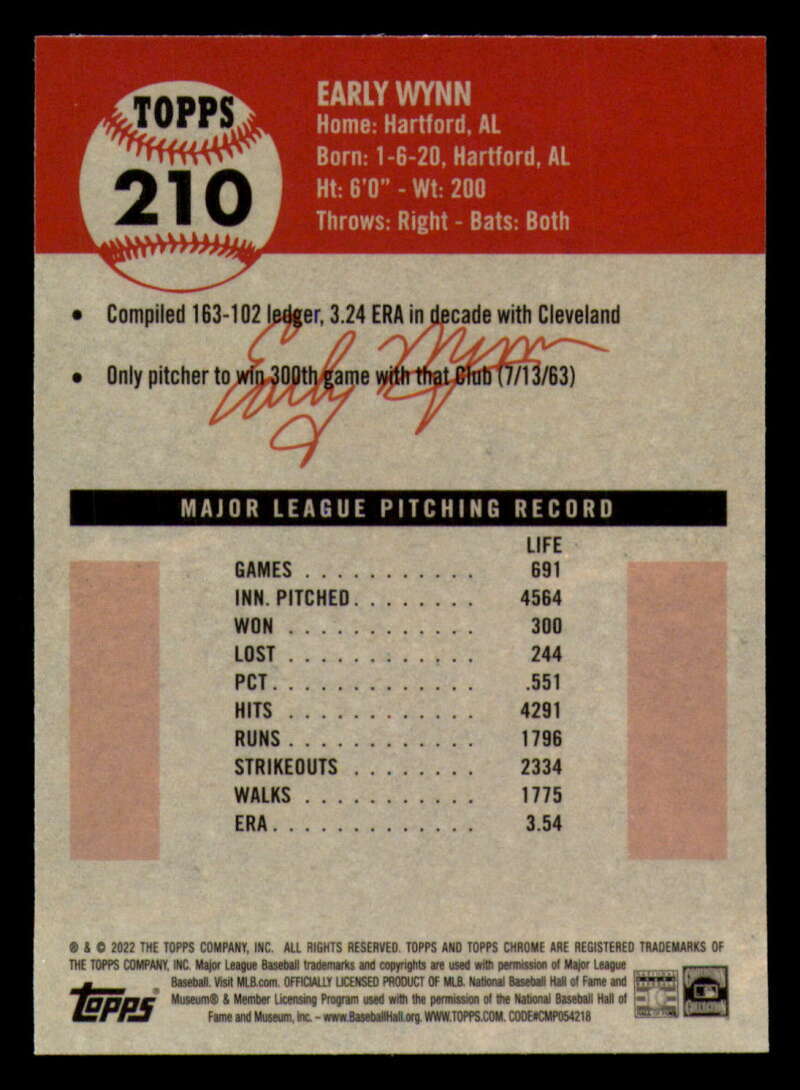 TOPPS
210
EARLY WYNN
Home: Hartford, AL
Born: 1-6-20, Hartford, AL
Ht: 6'0" - Wt: 200
Throws: Right - Bats: Both
• Compiled 163-102 ledger, 3.24 ERA in decade with Cleveland
• Only pitcher to win 300th game with that Club (7/13/63)
Early Wynn
MAJOR LEAGUE PITCHING RECORD
LIFE
GAMES . . . . . . . . . . . . 691
INN. PITCHED. . . . . . . . 4564
WON . . . . . . . . . . . . 300
LOST . . . . . . . . . . . . 244
PCT. . . . . . . . . . . . . .551
HITS . . . . . . . . . . . . 4291
RUNS . . . . . . . . . . . . 1796
STRIKEOUTS . . . . . . . . 2334
WALKS . . . . . . . . . . . 1775
ERA. . . . . . . . . . . . . 3.54
® & © 2022 THE TOPPS COMPANY, INC. ALL RIGHTS RESERVED. TOPPS AND TOPPS CHROME ARE REGISTERED TRADEMARKS OF
THE TOPPS COMPANY, INC. Major League Baseball trademarks and copyrights are used with permission of Major League
Baseball. Visit MLB.com. OFFICIALLY LICENSED PRODUCT OF MLB. National Baseball Hall of Fame and
Museum® & Member Licensing Program used with the permission of the National Baseball Hall of
Fame and Museum, Inc. – www.BaseballHall.org. WWW.TOPPS.COM. CODE#CMP054218
Topps®